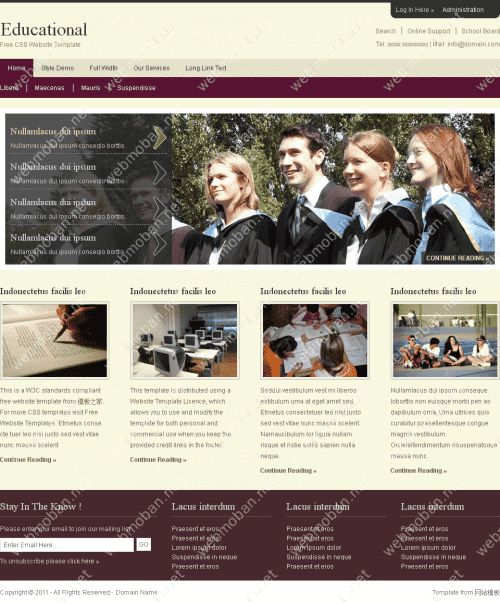 Log In Here » Administration
Educational
Free CSS Website Template
Search | Online Support | School Board
Tel: xxxxx xxxxxxxxxx | Mail: info@domain.com
Home Style Demo Full Width Our Services Long Link Text
Libero Maecenas Mauris Suspendisse
Nullamlacus dui ipsum
Nullamlacus dui ipsum conseqlo borttis.
Nullamlacus dui ipsum
Nullamlacus dui ipsum conseqlo borttis.
Nullamlacus dui ipsum
Nullamlacus dui ipsum conseqlo borttis.
Nullamlacus dui ipsum
Nullamlacus dui ipsum conseqlo borttis.
CONTINUE READING »
Indonectetus facilis leo
Indonectetus facilis leo
Indonectetus facilis leo
Indonectetus facilis leo
This is a W3C standards compliant
free website template from 模板之家.
For more CSS templates visit Free
Website Templates. Etmetus conse
cte tuer leo nisl justo sed vest vitae
nunc massa scelerit.
Continue Reading »
This template is distributed using a
Website Template Licence, which
allows you to use and modify the
template for both personal and
commercial use when you keep the
provided credit links in the footer.
Continue Reading »
Seddui vestibulum vest mi liberos
estibulum urna at eget amet sed.
Etmetus consectetuer leo nisl justo
sed vest vitae nunc massa scelerit.
Namaucibulum for ligula nullam
risque et nistie sollis sapien nulla
neque.
Continue Reading »
Nullamlacus dui ipsum conseque
loborttis non euisque morbi pen as
dapibulum orna. Urna ultrices quis
curabitur phasellentesque congue
magnis vestibulum
Orcieleifendimentum risuspenatoque
massa nunc.
Continue Reading »
Stay In The Know !
Please enter your email to join our mailing list
Enter Email Here... GO
To unsubscribe please click here »
Lacus interdum
Praesent et eros
Praesent et eros
Lorem ipsum dolor
Suspendisse in neque
Praesent et eros
Lacus interdum
Praesent et eros
Praesent et eros
Lorem ipsum dolor
Suspendisse in neque
Praesent et eros
Lacus interdum
Praesent et eros
Praesent et eros
Lorem ipsum dolor
Suspendisse in neque
Praesent et eros
Copyright © 2011 - All Rights Reserved - Domain Name
Template from 网站模板